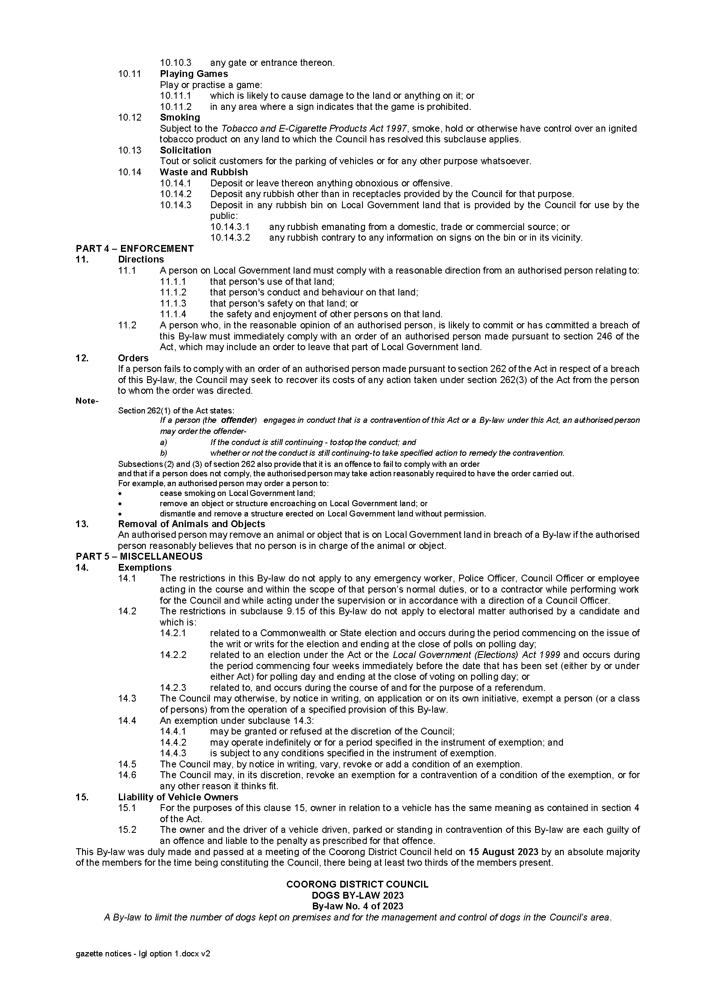 10.10.3 any gate or entrance thereon.
10.11 Playing Games
Play or practise a game:
10.11.1 which is likely to cause damage to the land or anything on it; or
10.11.2 in any area where a sign indicates that the game is prohibited.
10.12 Smoking
Subject to the Tobacco and E-Cigarette Products Act 1997, smoke, hold or otherwise have control over an ignited
tobacco product on any land to which the Council has resolved this subclause applies.
10.13 Solicitation
Tout or solicit customers for the parking of vehicles or for any other purpose whatsoever.
10.14 Waste and Rubbish
10.14.1 Deposit or leave thereon anything obnoxious or offensive.
10.14.2 Deposit any rubbish other than in receptacles provided by the Council for that purpose.
10.14.3 Deposit in any rubbish bin on Local Government land that is provided by the Council for use by the
public:
10.14.3.1 any rubbish emanating from a domestic, trade or commercial source; or
10.14.3.2 any rubbish contrary to any information on signs on the bin or in its vicinity.
PART 4 – ENFORCEMENT
11. Directions
11.1 A person on Local Government land must comply with a reasonable direction from an authorised person relating to:
11.1.1 that person's use of that land;
11.1.2 that person's conduct and behaviour on that land;
11.1.3 that person's safety on that land; or
11.1.4 the safety and enjoyment of other persons on that land.
11.2 A person who, in the reasonable opinion of an authorised person, is likely to commit or has committed a breach of
this By-law must immediately comply with an order of an authorised person made pursuant to section 246 of the
Act, which may include an order to leave that part of Local Government land.
12. Orders
If a person fails to comply with an order of an authorised person made pursuant to section 262 of the Act in respect of a breach
of this By-law, the Council may seek to recover its costs of any action taken under section 262(3) of the Act from the person
to whom the order was directed.
Note-
Section 262(1) of the Act states:
If a person (the offender) engages in conduct that is a contravention of this Act or a By-law under this Act, an authorised person
may order the offender-
a) If the conduct is still continuing - tostop the conduct; and
b) whether or not the conduct is still continuing-to take specified action to remedy the contravention.
Subsections (2) and (3) of section 262 also provide that it is an offence to fail to comply with an order
and that if a person does not comply, the authorised person may take action reasonably required to have the order carried out.
For example, an authorised person may order a person to:
• cease smoking on Local Government land;
• remove an object or structure encroaching on Local Government land; or
• dismantle and remove a structure erected on Local Government land without permission.
13. Removal of Animals and Objects
An authorised person may remove an animal or object that is on Local Government land in breach of a By-law if the authorised
person reasonably believes that no person is in charge of the animal or object.
PART 5 – MISCELLANEOUS
14. Exemptions
14.1 The restrictions in this By-law do not apply to any emergency worker, Police Officer, Council Officer or employee
acting in the course and within the scope of that person’s normal duties, or to a contractor while performing work
for the Council and while acting under the supervision or in accordance with a direction of a Council Officer.
14.2 The restrictions in subclause 9.15 of this By-law do not apply to electoral matter authorised by a candidate and
which is:
14.2.1 related to a Commonwealth or State election and occurs during the period commencing on the issue of
the writ or writs for the election and ending at the close of polls on polling day;
14.2.2 related to an election under the Act or the Local Government (Elections) Act 1999 and occurs during
the period commencing four weeks immediately before the date that has been set (either by or under
either Act) for polling day and ending at the close of voting on polling day; or
14.2.3 related to, and occurs during the course of and for the purpose of a referendum.
14.3 The Council may otherwise, by notice in writing, on application or on its own initiative, exempt a person (or a class
of persons) from the operation of a specified provision of this By-law.
14.4 An exemption under subclause 14.3:
14.4.1 may be granted or refused at the discretion of the Council;
14.4.2 may operate indefinitely or for a period specified in the instrument of exemption; and
14.4.3 is subject to any conditions specified in the instrument of exemption.
14.5 The Council may, by notice in writing, vary, revoke or add a condition of an exemption.
14.6 The Council may, in its discretion, revoke an exemption for a contravention of a condition of the exemption, or for
any other reason it thinks fit.
15. Liability of Vehicle Owners
15.1 For the purposes of this clause 15, owner in relation to a vehicle has the same meaning as contained in section 4
of the Act.
15.2 The owner and the driver of a vehicle driven, parked or standing in contravention of this By-law are each guilty of
an offence and liable to the penalty as prescribed for that offence.
This By-law was duly made and passed at a meeting of the Coorong District Council held on 15 August 2023 by an absolute majority
of the members for the time being constituting the Council, there being at least two thirds of the members present.
COORONG DISTRICT COUNCIL
DOGS BY-LAW 2023
By-law No. 4 of 2023
A By-law to limit the number of dogs kept on premises and for the management and control of dogs in the Council’s area.
gazette notices - lgl option 1.docx v2